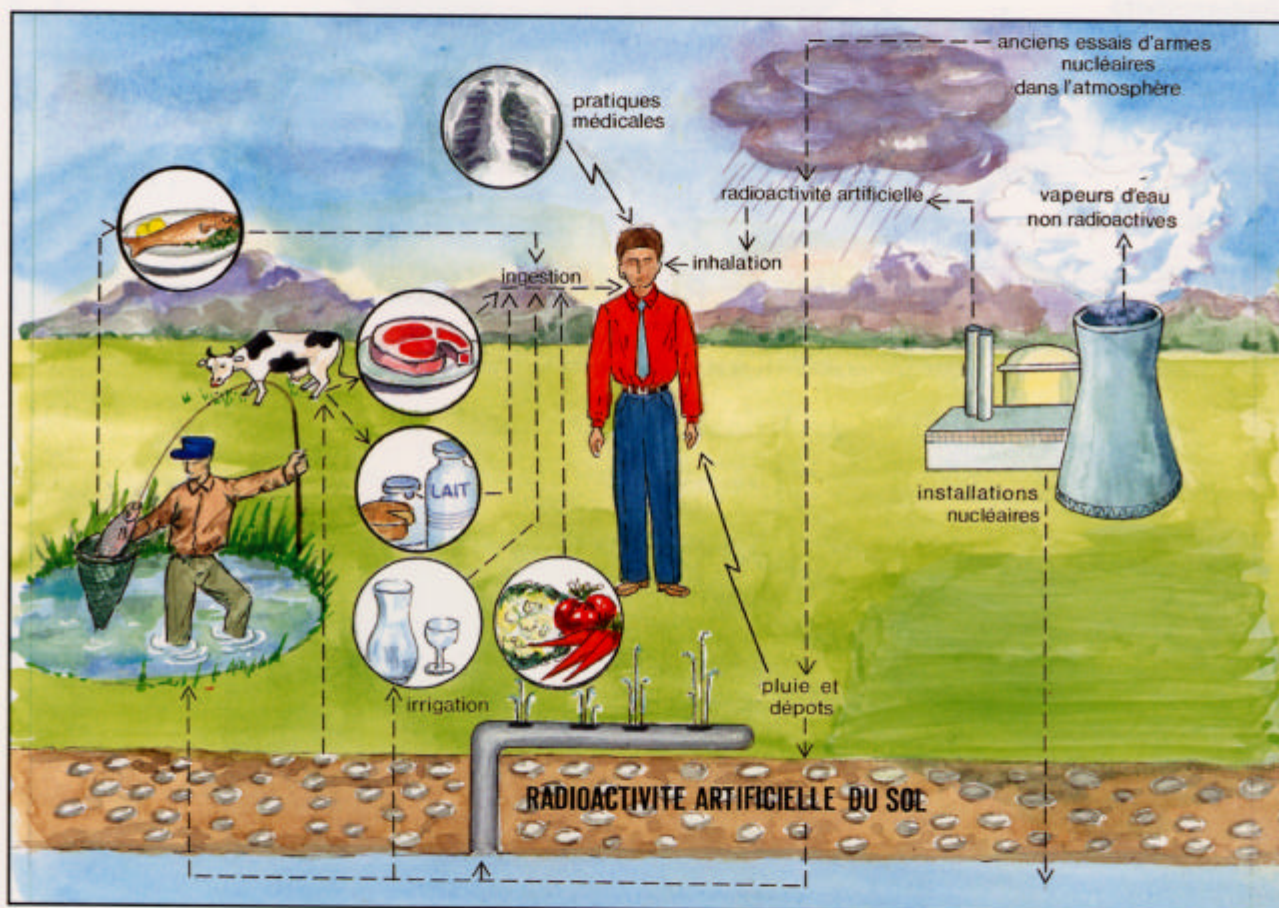 anciens essais d'armes
nucléaires
dans l'atmosphère
pratiques
médicales
radioactivité artificielle
vapeurs d'eau
non radioactives
inhalation
ingestion
LAIT
installations
nucléaires
irrigation
pluie et
dépots
RADIOACTIVITE ARTIFICIELLE DU SOL